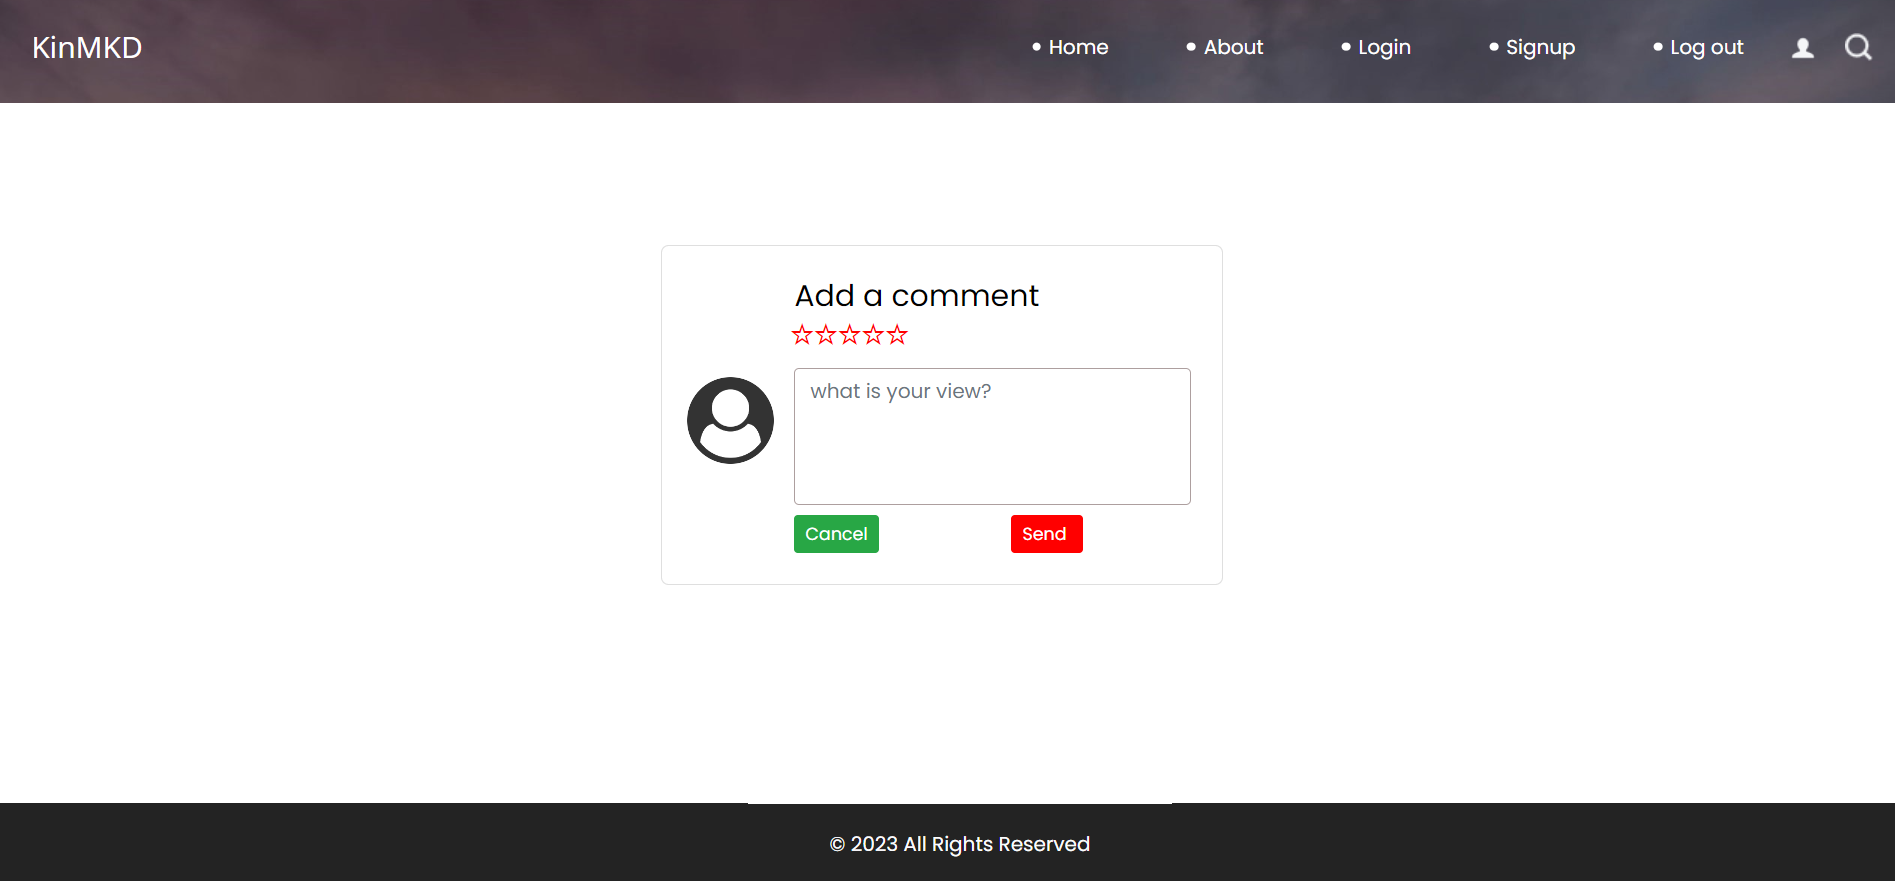 KinMKD
• Home • About • Login • Signup • Log out
Add a comment
☆☆☆☆☆
what is your view?
Cancel Send
© 2023 All Rights Reserved